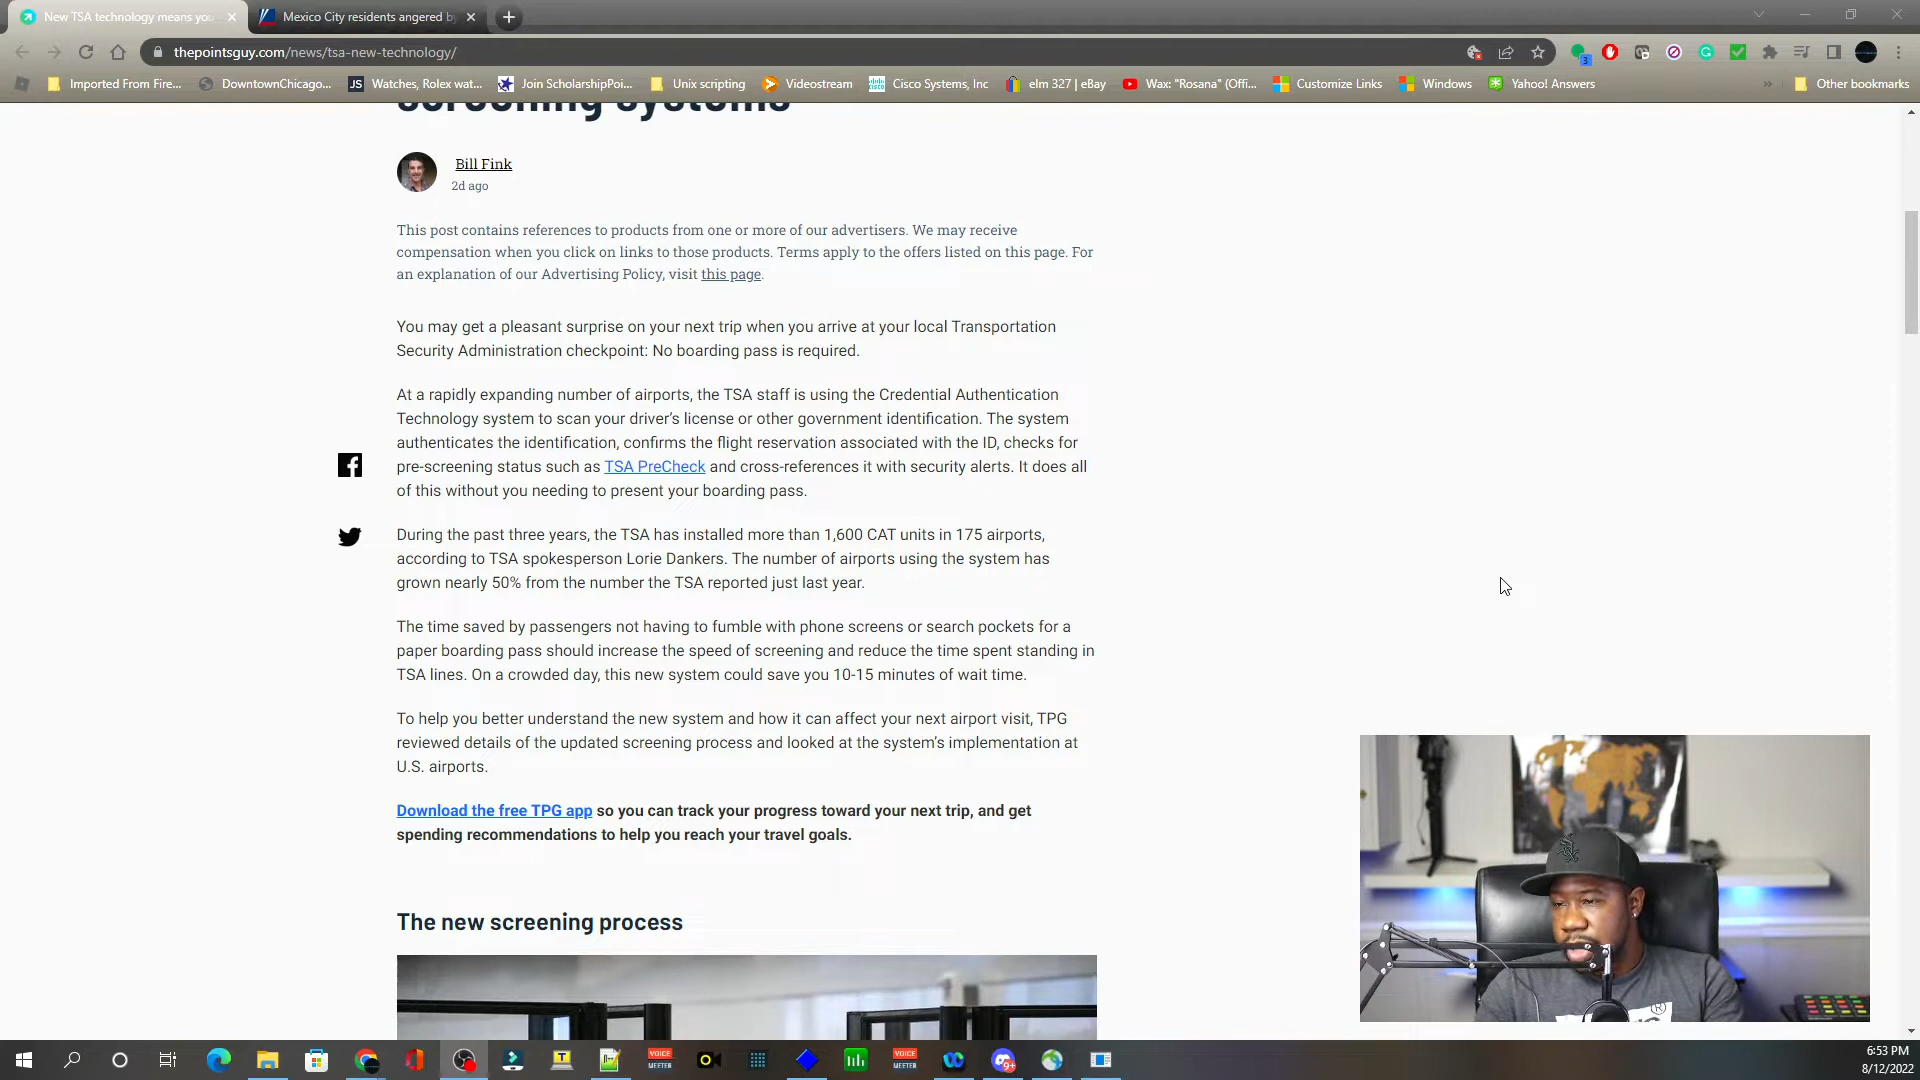 New TSA technology means you
Mexico City residents angered by
thepointsguy.com/news/tsa-new-technology/
3
Imported From Fire...
DowntownChicago...
JS
Watches, Rolex wat...
Join ScholarshipPoi...
Unix scripting
Videostream
Cisco Systems, Inc
elm 327 | eBay
Wax: "Rosana" (Offi...
Customize Links
Windows
Yahoo! Answers
Other bookmarks
screening systems
Bill Fink
2d ago
This post contains references to products from one or more of our advertisers. We may receive
compensation when you click on links to those products. Terms apply to the offers listed on this page. For
an explanation of our Advertising Policy, visit this page.
You may get a pleasant surprise on your next trip when you arrive at your local Transportation
Security Administration checkpoint: No boarding pass is required.
At a rapidly expanding number of airports, the TSA staff is using the Credential Authentication
Technology system to scan your driver's license or other government identification. The system
authenticates the identification, confirms the flight reservation associated with the ID, checks for
pre-screening status such as TSA PreCheck and cross-references it with security alerts. It does all
of this without you needing to present your boarding pass.
During the past three years, the TSA has installed more than 1,600 CAT units in 175 airports,
according to TSA spokesperson Lorie Dankers. The number of airports using the system has
grown nearly 50% from the number the TSA reported just last year.
The time saved by passengers not having to fumble with phone screens or search pockets for a
paper boarding pass should increase the speed of screening and reduce the time spent standing in
TSA lines. On a crowded day, this new system could save you 10-15 minutes of wait time.
To help you better understand the new system and how it can affect your next airport visit, TPG
reviewed details of the updated screening process and looked at the system's implementation at
U.S. airports.
Download the free TPG app so you can track your progress toward your next trip, and get
spending recommendations to help you reach your travel goals.
The new screening process
VOICE
MEETER
VOICE
MEETER
6:53 PM
8/12/2022